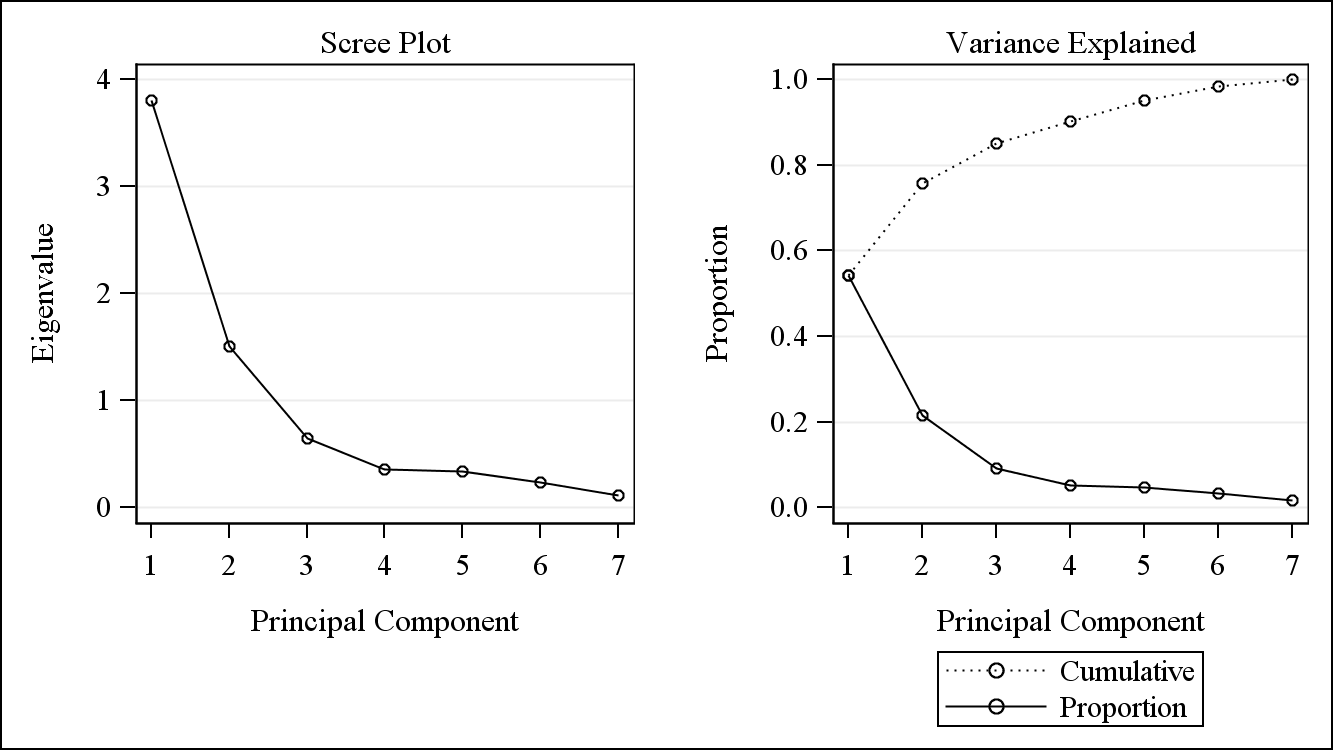 Scree Plot
4
3
2
1
0
Eigenvalue
1 2 3 4 5 6 7
Principal Component
Variance Explained
1.0
0.8
0.6
0.4
0.2
0.0
Proportion
1 2 3 4 5 6 7
Principal Component
Cumulative
Proportion